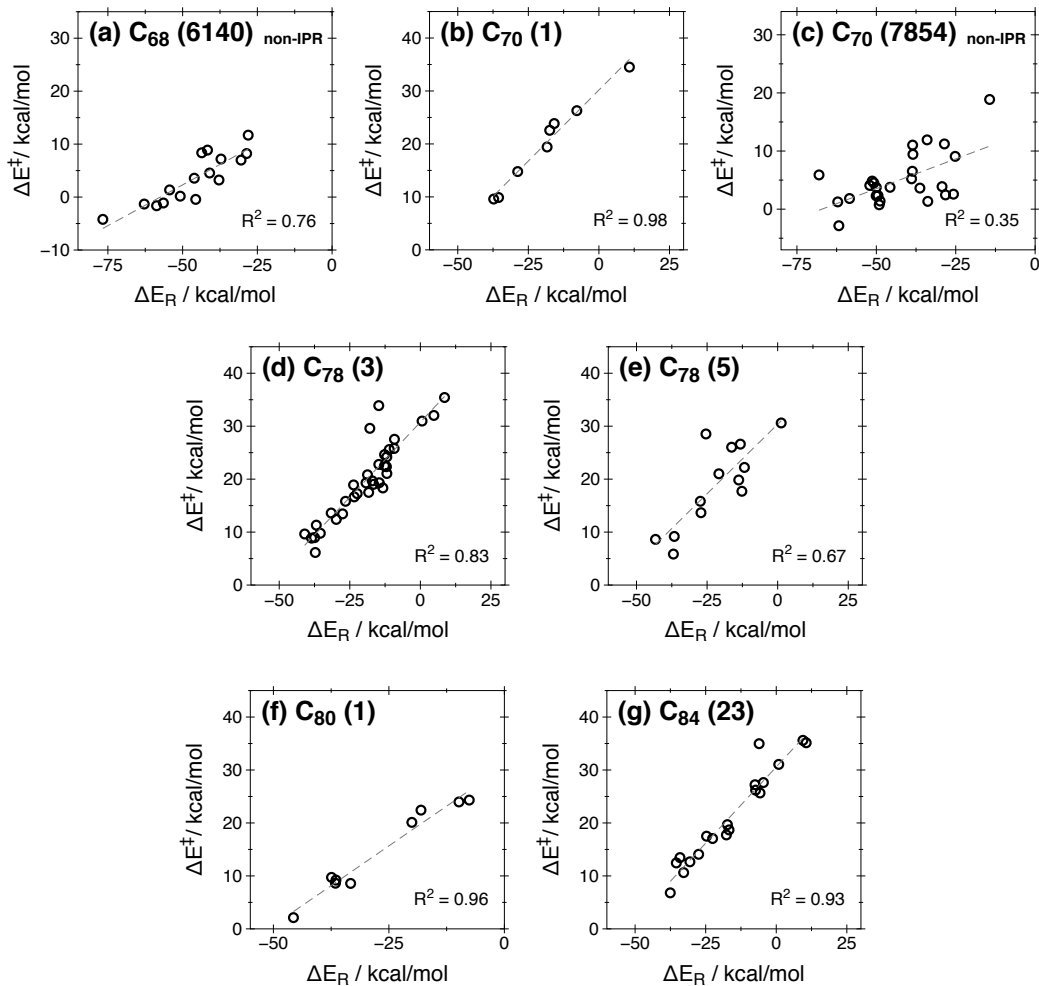 (a) C68 (6140) non-IPR
ΔE‡/ kcal/mol
30
20
10
0
−10
R² = 0.76
−75 −50 −25 0
ΔE_R / kcal/mol
(b) C70 (1)
ΔE‡/ kcal/mol
40
30
20
10
0
R² = 0.98
−50 −25 0 25
ΔE_R / kcal/mol
(c) C70 (7854) non-IPR
ΔE‡/ kcal/mol
30
20
10
0
R² = 0.35
−75 −50 −25 0
ΔE_R / kcal/mol
(d) C78 (3)
ΔE‡/ kcal/mol
40
30
20
10
0
R² = 0.83
−50 −25 0 25
ΔE_R / kcal/mol
(e) C78 (5)
ΔE‡/ kcal/mol
40
30
20
10
0
R² = 0.67
−50 −25 0 25
ΔE_R / kcal/mol
(f) C80 (1)
ΔE‡/ kcal/mol
40
30
20
10
0
R² = 0.96
−50 −25 0
ΔE_R / kcal/mol
(g) C84 (23)
ΔE‡/ kcal/mol
40
30
20
10
0
R² = 0.93
−50 −25 0 25
ΔE_R / kcal/mol